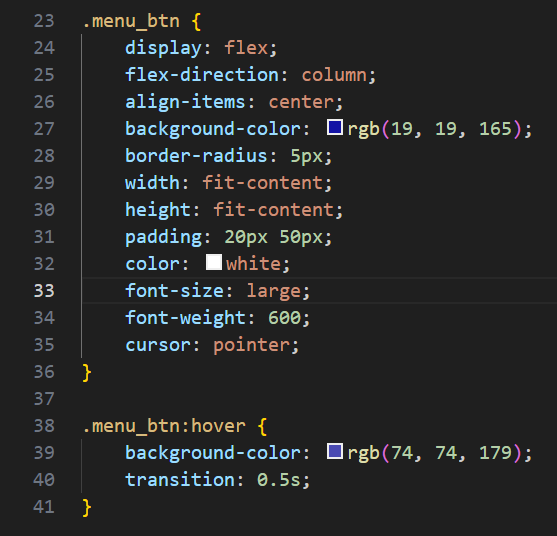 23 .menu_btn {
24     display: flex;
25     flex-direction: column;
26     align-items: center;
27     background-color: rgb(19, 19, 165);
28     border-radius: 5px;
29     width: fit-content;
30     height: fit-content;
31     padding: 20px 50px;
32     color: white;
33     font-size: large;
34     font-weight: 600;
35     cursor: pointer;
36 }
37
38 .menu_btn:hover {
39     background-color: rgb(74, 74, 179);
40     transition: 0.5s;
41 }